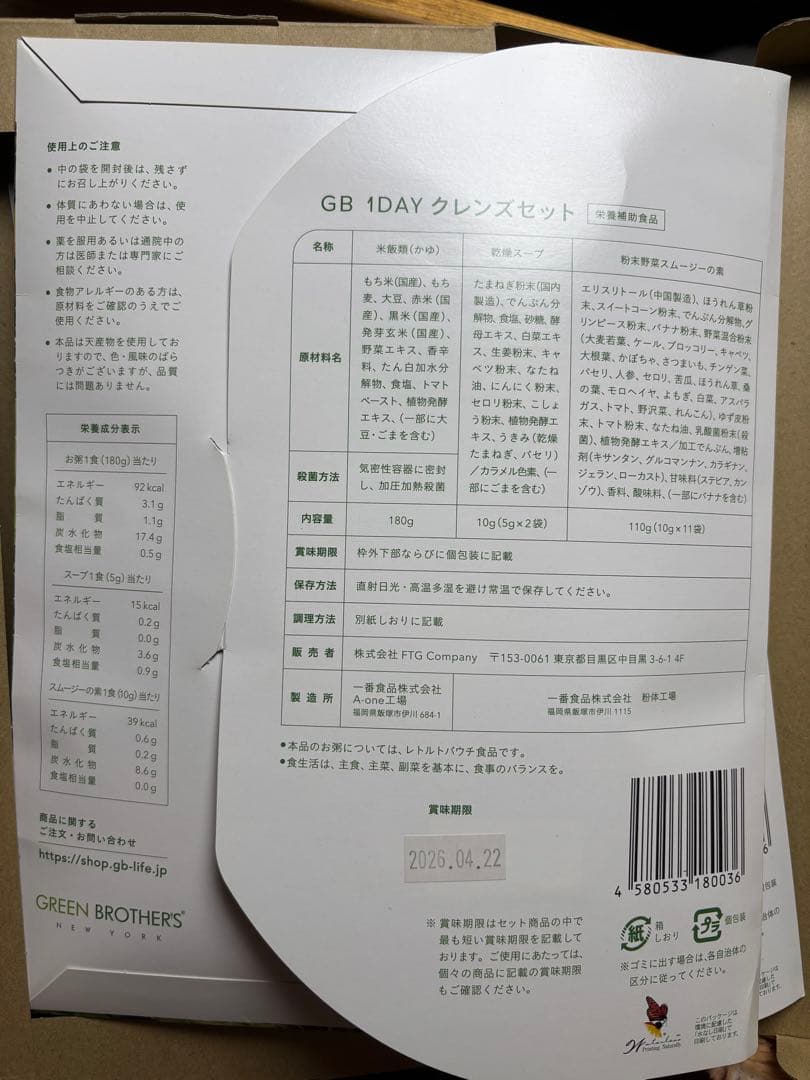 使用上のご注意
● 中の袋を開封後は、残さず
にお召し上がりください。
● 体質にあわない場合は、使
用を中止してください。
● 薬を服用あるいは通院中の
方は医師または専門家にご
相談ください。
● 食物アレルギーのある方は、
原材料をご確認のうえでご
使用ください。
● 本品は天産物を使用してお
りますので、色・風味のばら
つきがございますが、品質
には問題ありません。
栄養成分表示
お粥1食(180g)当たり
エネルギー 92kcal
たんぱく質 3.1g
脂質 1.1g
炭水化物 17.4g
食塩相当量 0.5g
スープ1食(5g)当たり
エネルギー 15kcal
たんぱく質 0.2g
脂質 0.0g
炭水化物 3.6g
食塩相当量 0.9g
スムージーの素1食(10g)当たり
エネルギー 39kcal
たんぱく質 0.6g
脂質 0.2g
炭水化物 8.6g
食塩相当量 0.0g
商品に関する
ご注文・お問い合わせ
https://shop.gb-life.jp
GREEN BROTHER'S®
NEW YORK
GB 1DAY クレンズセット 栄養補助食品
名称 米飯類(かゆ) 乾燥スープ 粉末野菜スムージーの素
原材料名
もち米(国産)、もち
麦、大豆、赤米(国
産)、黒米(国産)、
発芽玄米(国産)、
野菜エキス、香辛
料、たん白加水分
解物、食塩、トマト
ペースト、植物発酵
エキス、(一部に大
豆・ごまを含む)
たまねぎ粉末(国内
製造)、でんぷん分
解物、食塩、砂糖、酵
母エキス、白菜エキ
ス、生姜粉末、キャ
ベツ粉末、なたね
油、にんにく粉末、
セロリ粉末、こしょ
う粉末、植物発酵エ
キス、うきみ(乾燥
たまねぎ、パセリ)
/カラメル色素、(一
部にごまを含む)
エリスリトール(中国製造)、ほうれん草粉
末、スイートコーン粉末、でんぷん分解物、グ
リンピース粉末、バナナ粉末、野菜混合粉末
(大麦若葉、ケール、ブロッコリー、キャベツ、
大根葉、かぼちゃ、さつまいも、チンゲン菜、
パセリ、人参、セロリ、苦瓜、ほうれん草、桑
の葉、モロヘイヤ、よもぎ、白菜、アスパラ
ガス、トマト、野沢菜、れんこん)、ゆず皮粉
末、トマト粉末、なたね油、乳酸菌粉末(殺
菌)、植物発酵エキス/加工でんぷん、増粘
剤(キサンタン、グルコマンナン、カラギナン、
ジェラン、ローカスト)、甘味料(ステビア、カン
ゾウ)、香料、酸味料、(一部にバナナを含む)
殺菌方法
気密性容器に密封
し、加圧加熱殺菌
内容量 180g 10g(5g×2袋) 110g(10g×11袋)
賞味期限 枠外下部ならびに個包装に記載
保存方法 直射日光・高温多湿を避け常温で保存してください。
調理方法 別紙しおりに記載
販売者 株式会社 FTG Company 〒153-0061 東京都目黒区中目黒 3-6-1 4F
製造所
一番食品株式会社
A-one工場
福岡県飯塚市伊川 684-1
一番食品株式会社 粉体工場
福岡県飯塚市伊川 1115
●本品のお粥については、レトルトパウチ食品です。
●食生活は、主食、主菜、副菜を基本に、食事のバランスを。
賞味期限
2026.04.22
※ 賞味期限はセット商品の中で
最も短い賞味期限を記載して
おります。ご使用にあたっては、
個々の商品に記載の賞味期限
もご確認ください。
4 580533 180036
紙 箱
しおり
プラ 個包装
※ゴミに出す場合は、各自治体の
区分に従ってください。
Waterless
Printing Naturally.
このパッケージは
環境に配慮した
「水なし印刷」で
印刷しております。